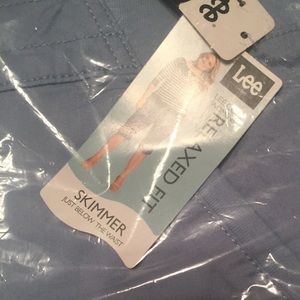 Lee
RELAXED FIT
SKIMMER
JUST BELOW THE WAIST